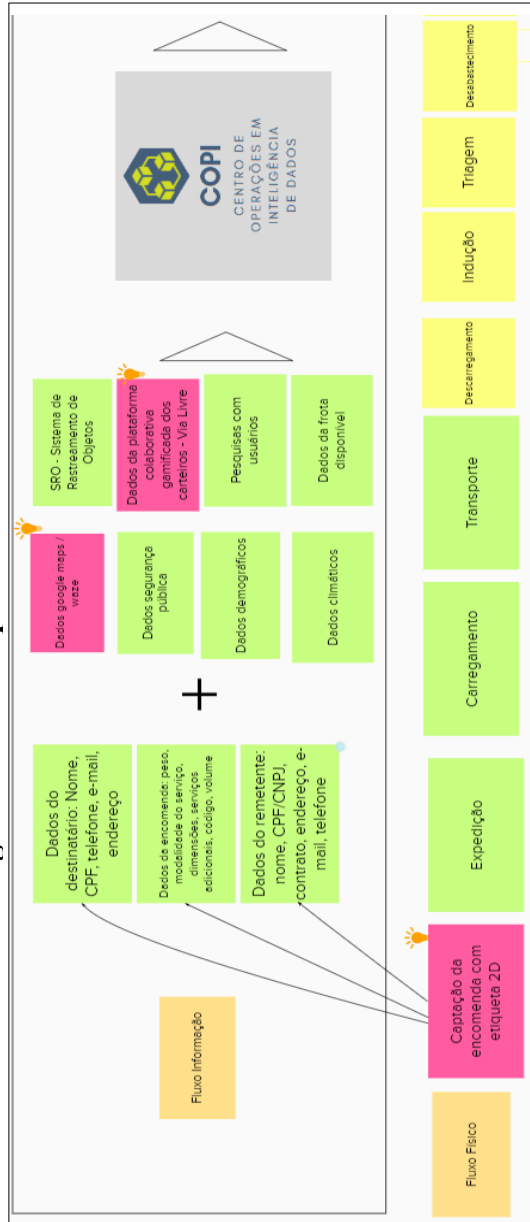 Fluxo Informação
Dados do
destinatário: Nome,
CPF, telefone, e-mail,
endereço
Dados da encomenda: peso,
modalidade do serviço,
dimensões, serviços
adicionais, código, volume
Dados do remetente:
nome, CPF/CNPJ,
contrato, endereço, e-
mail, telefone
+
Dados google maps /
waze
Dados segurança
pública
Dados demográficos
Dados climáticos
SRO - Sistema de
Rastreamento de
Objetos
Dados da plataforma
colaborativa
gamificada dos
carteiros - Via Livre
Pesquisas com
usuários
Dados da frota
disponível
COPI
CENTRO DE
OPERAÇÕES EM
INTELIGÊNCIA
DE DADOS
Fluxo Físico
Captação da
encomenda com
etiqueta 2D
Expedição
Carregamento
Transporte
Descarregamento
Indução
Triagem
Desabastecimento